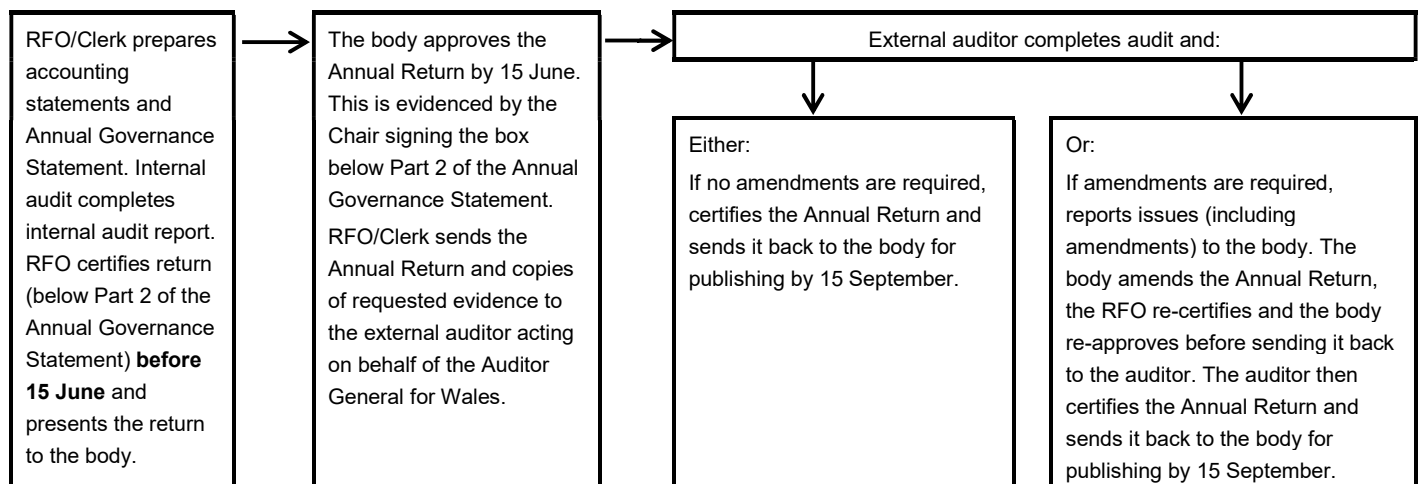 RFO/Clerk prepares
accounting
statements and
Annual Governance
Statement. Internal
audit completes
internal audit report.
RFO certifies return
(below Part 2 of the
Annual Governance
Statement) before
15 June and
presents the return
to the body.
The body approves the
Annual Return by 15 June.
This is evidenced by the
Chair signing the box
below Part 2 of the Annual
Governance Statement.
RFO/Clerk sends the
Annual Return and copies
of requested evidence to
the external auditor acting
on behalf of the Auditor
General for Wales.
External auditor completes audit and:
Either:
If no amendments are required,
certifies the Annual Return and
sends it back to the body for
publishing by 15 September.
Or:
If amendments are required,
reports issues (including
amendments) to the body. The
body amends the Annual Return,
the RFO re-certifies and the body
re-approves before sending it back
to the auditor. The auditor then
certifies the Annual Return and
sends it back to the body for
publishing by 15 September.